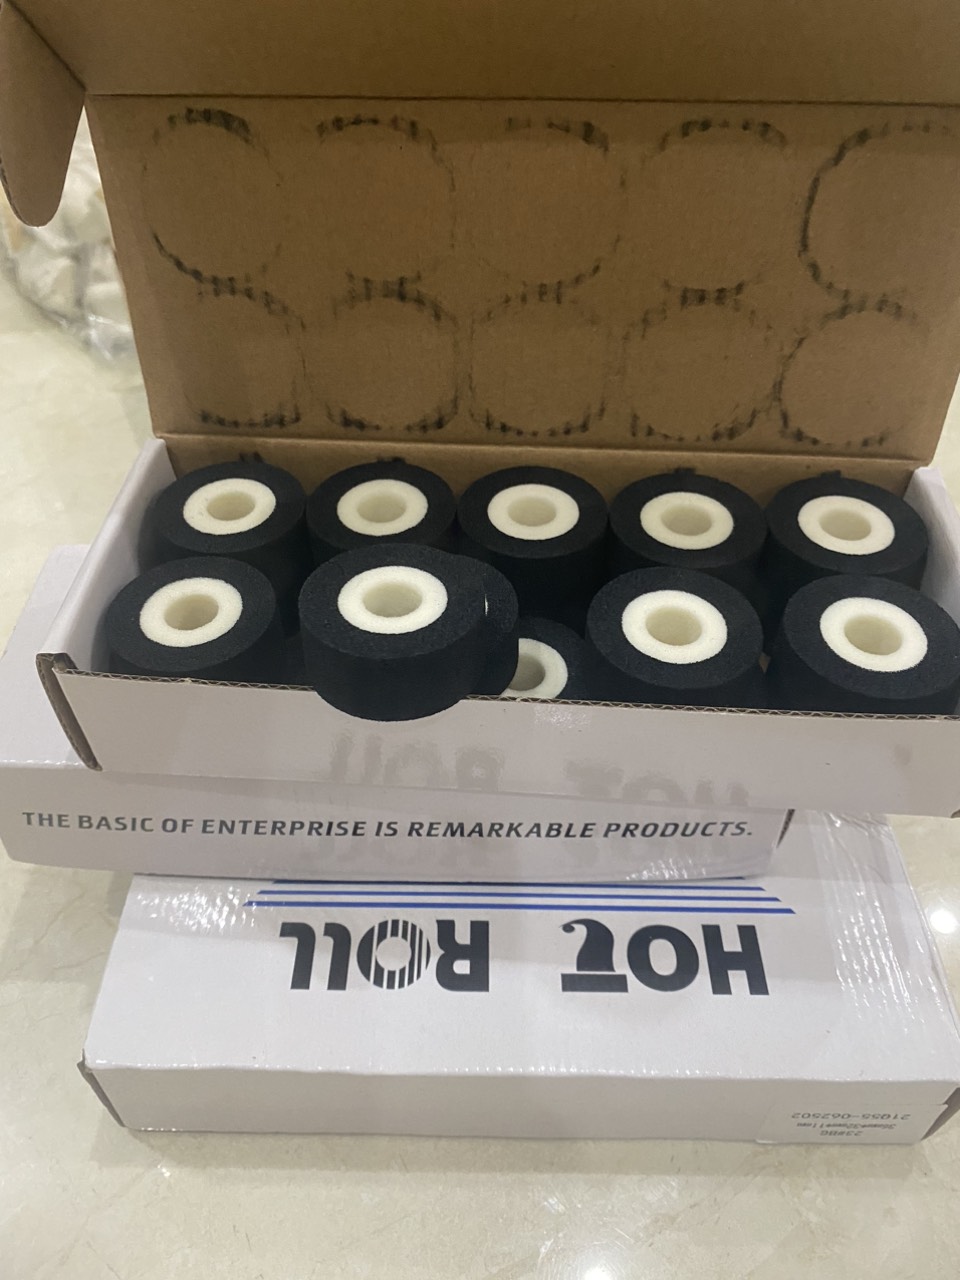 THE BASIC OF ENTERPRISE IS REMARKABLE PRODUCTS.
HOT ROLL